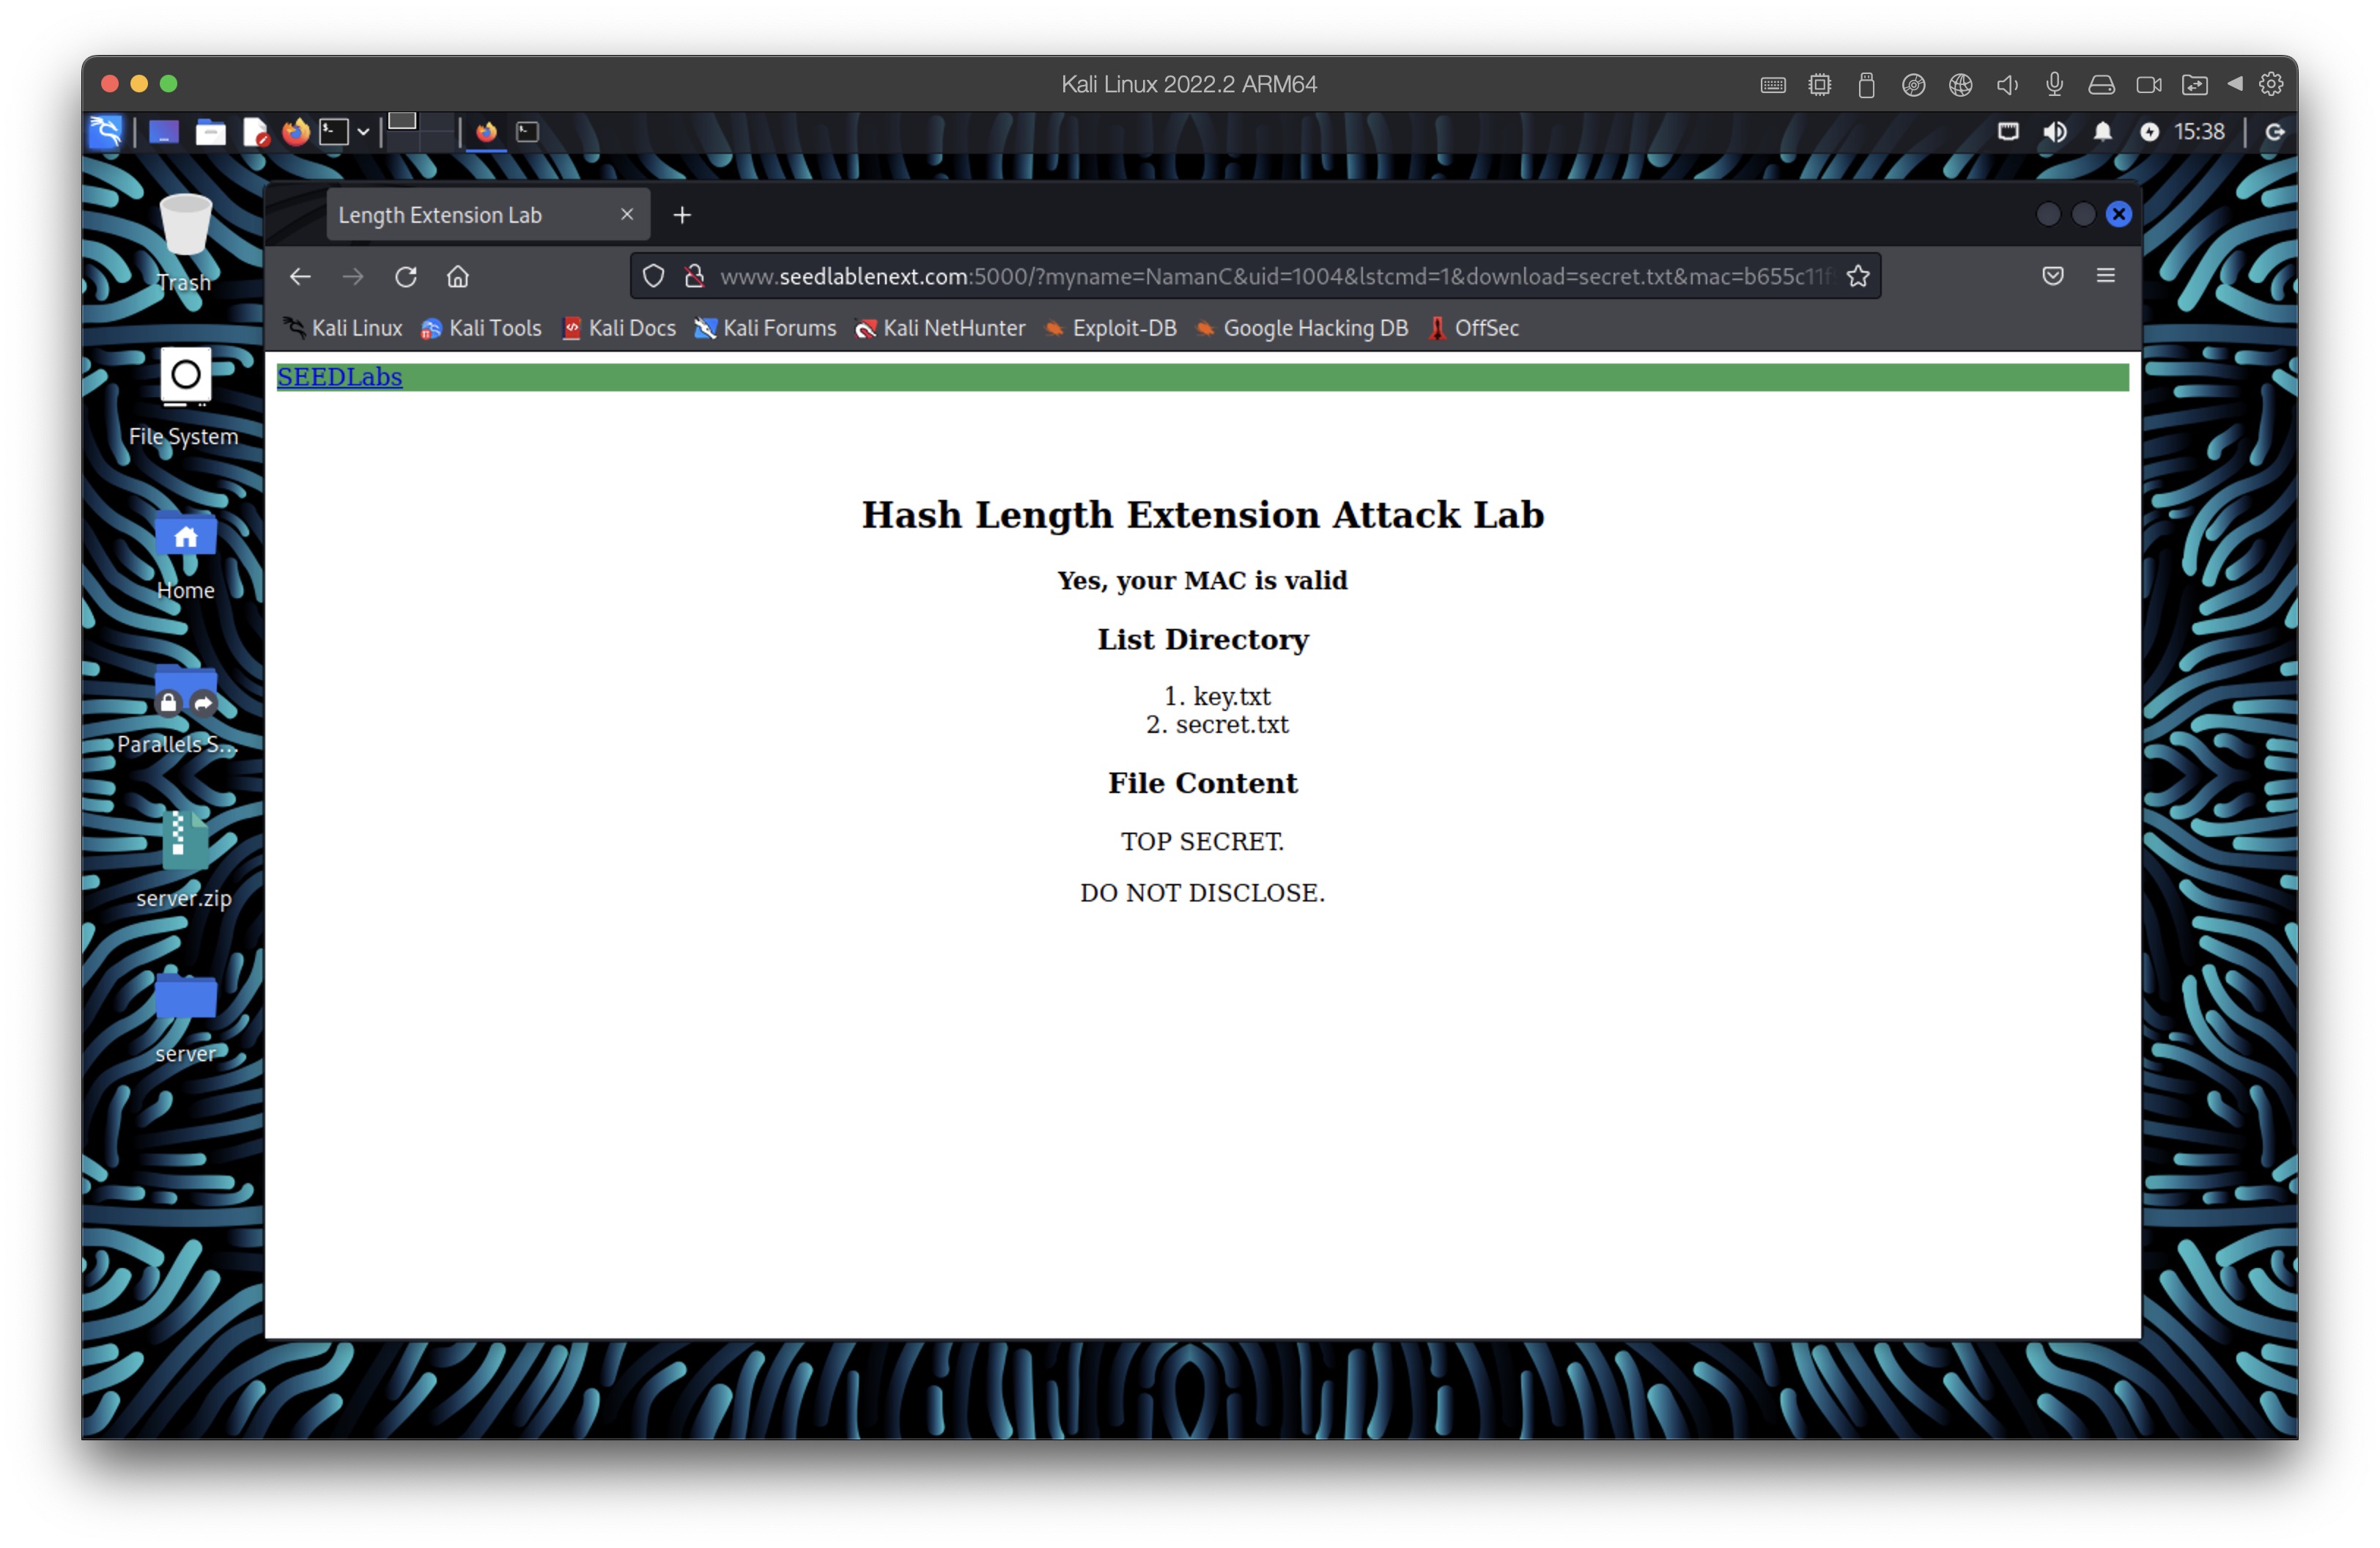 Kali Linux 2022.2 ARM64
15:38
Length Extension Lab
www.seedlablenext.com:5000/?myname=NamanC&uid=1004&lstcmd=1&download=secret.txt&mac=b655c11f
Kali Linux Kali Tools Kali Docs Kali Forums Kali NetHunter Exploit-DB Google Hacking DB OffSec
SEEDLabs
Hash Length Extension Attack Lab
Yes, your MAC is valid
List Directory
1. key.txt
2. secret.txt
File Content
TOP SECRET.
DO NOT DISCLOSE.
Trash
File System
Home
Parallels S...
server.zip
server